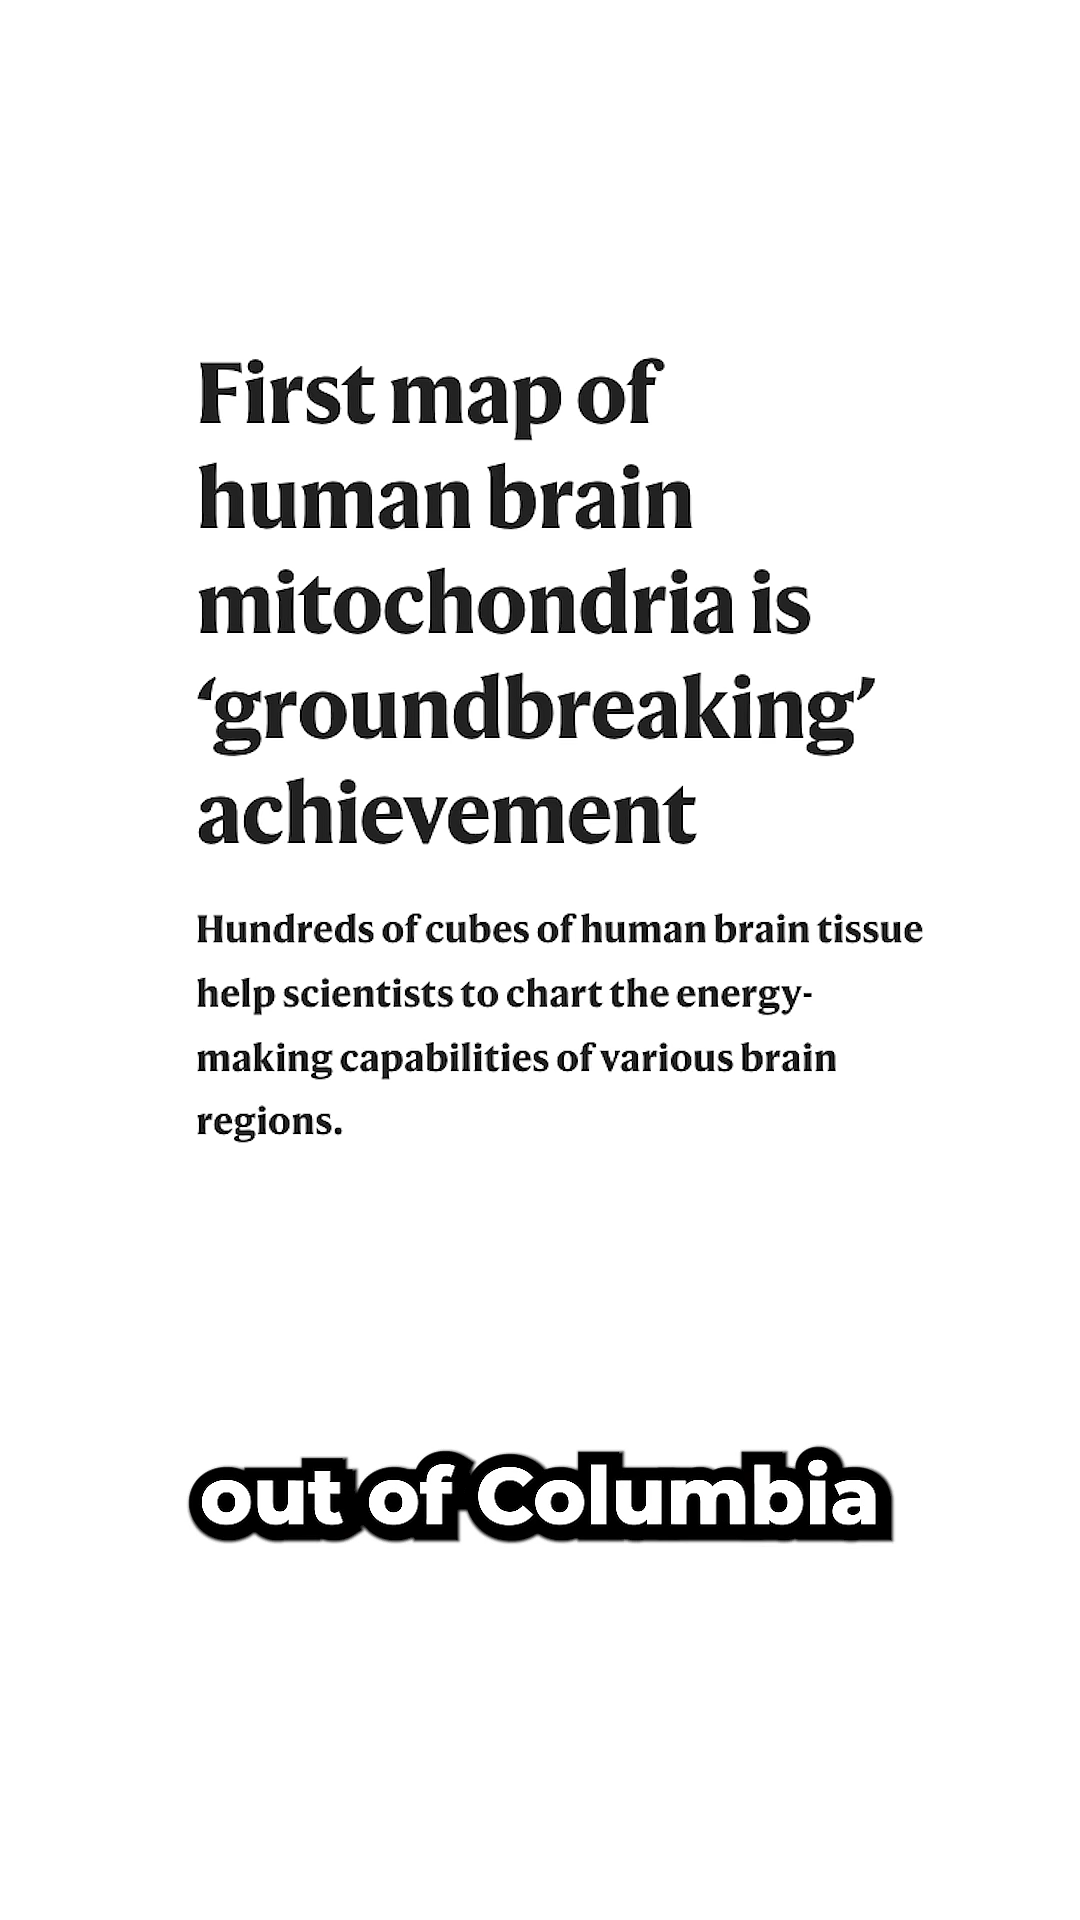 First map of
human brain
mitochondria is
‘groundbreaking’
achievement
Hundreds of cubes of human brain tissue
help scientists to chart the energy-
making capabilities of various brain
regions.
out of Columbia